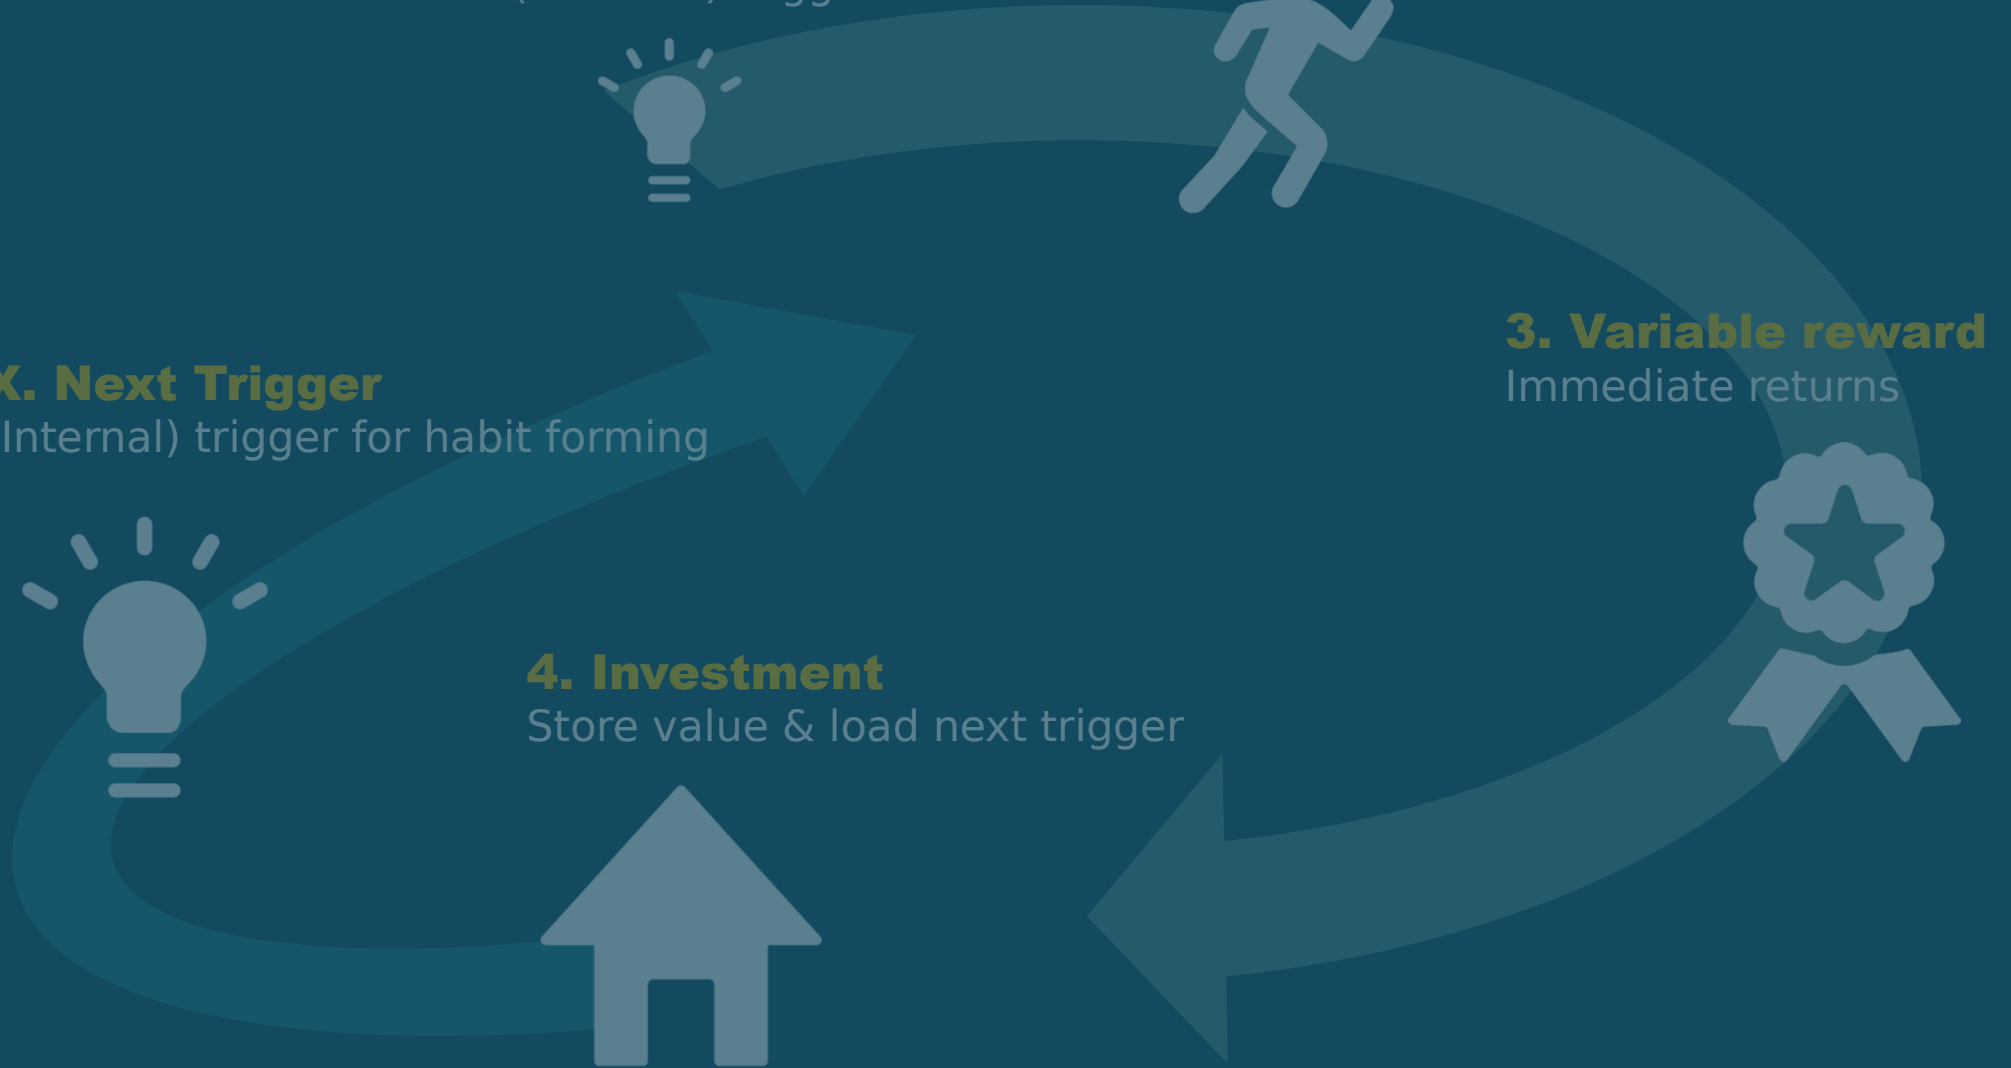 3. Variable reward
Immediate returns
X. Next Trigger
Internal) trigger for habit forming
4. Investment
Store value & load next trigger